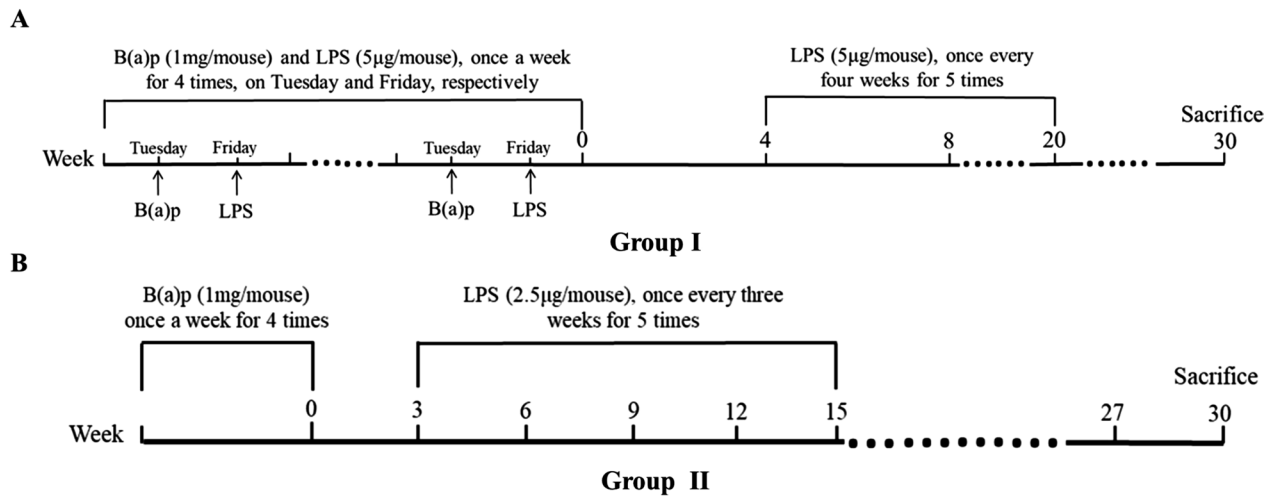 A
B(a)p (1mg/mouse) and LPS (5μg/mouse), once a week
for 4 times, on Tuesday and Friday, respectively
LPS (5μg/mouse), once every
four weeks for 5 times
Sacrifice
Week Tuesday Friday Tuesday Friday 0 4 8 20 30
B(a)p LPS B(a)p LPS
Group I
B
B(a)p (1mg/mouse)
once a week for 4 times
LPS (2.5μg/mouse), once every three
weeks for 5 times
Sacrifice
Week 0 3 6 9 12 15 27 30
Group II